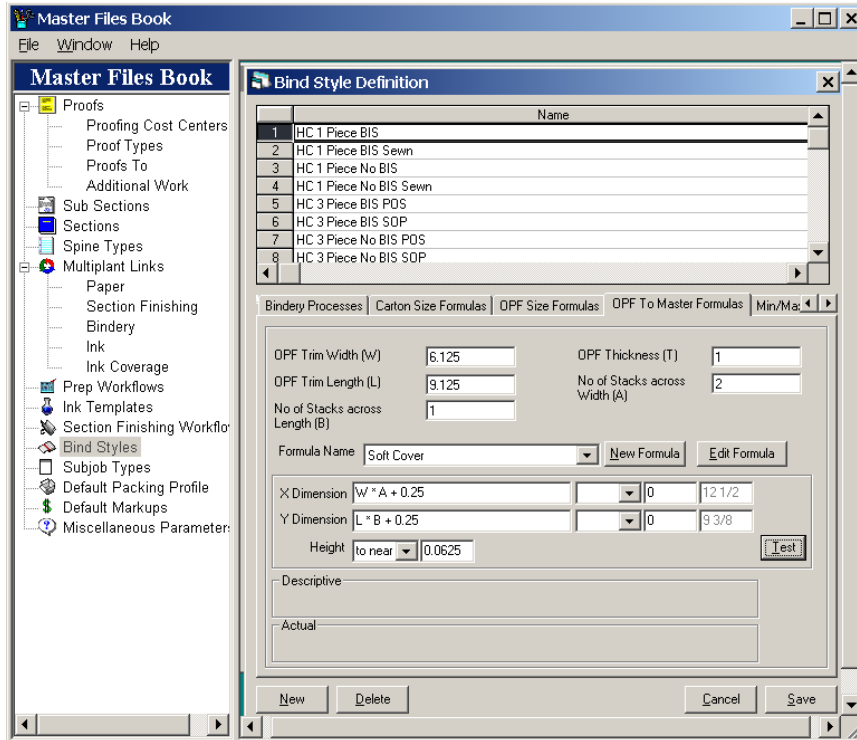 Master Files Book
File Window Help
Master Files Book
Proofs
Proofing Cost Centers
Proof Types
Proofs To
Additional Work
Sub Sections
Sections
Spine Types
Multiplant Links
Paper
Section Finishing
Bindery
Ink
Ink Coverage
Prep Workflows
Ink Templates
Section Finishing Workflo
Bind Styles
Subjob Types
Default Packing Profile
Default Markups
Miscellaneous Parameter
Bind Style Definition
Name
1 HC 1 Piece BIS
2 HC 1 Piece BIS Sewn
3 HC 1 Piece No BIS
4 HC 1 Piece No BIS Sewn
5 HC 3 Piece BIS POS
6 HC 3 Piece BIS SOP
7 HC 3 Piece No BIS POS
8 HC 3 Piece No BIS SOP
Bindery Processes Carton Size Formulas OPF Size Formulas OPF To Master Formulas Min/Max
OPF Trim Width (W) 6.125 OPF Thickness (T) 1
OPF Trim Length (L) 9.125 No of Stacks across Width (A) 2
No of Stacks across Length (B) 1
Formula Name Soft Cover New Formula Edit Formula
X Dimension W * A + 0.25 0 12 1/2
Y Dimension L * B + 0.25 0 9 3/8
Height to near 0.0625 Test
Descriptive
Actual
New Delete Cancel Save